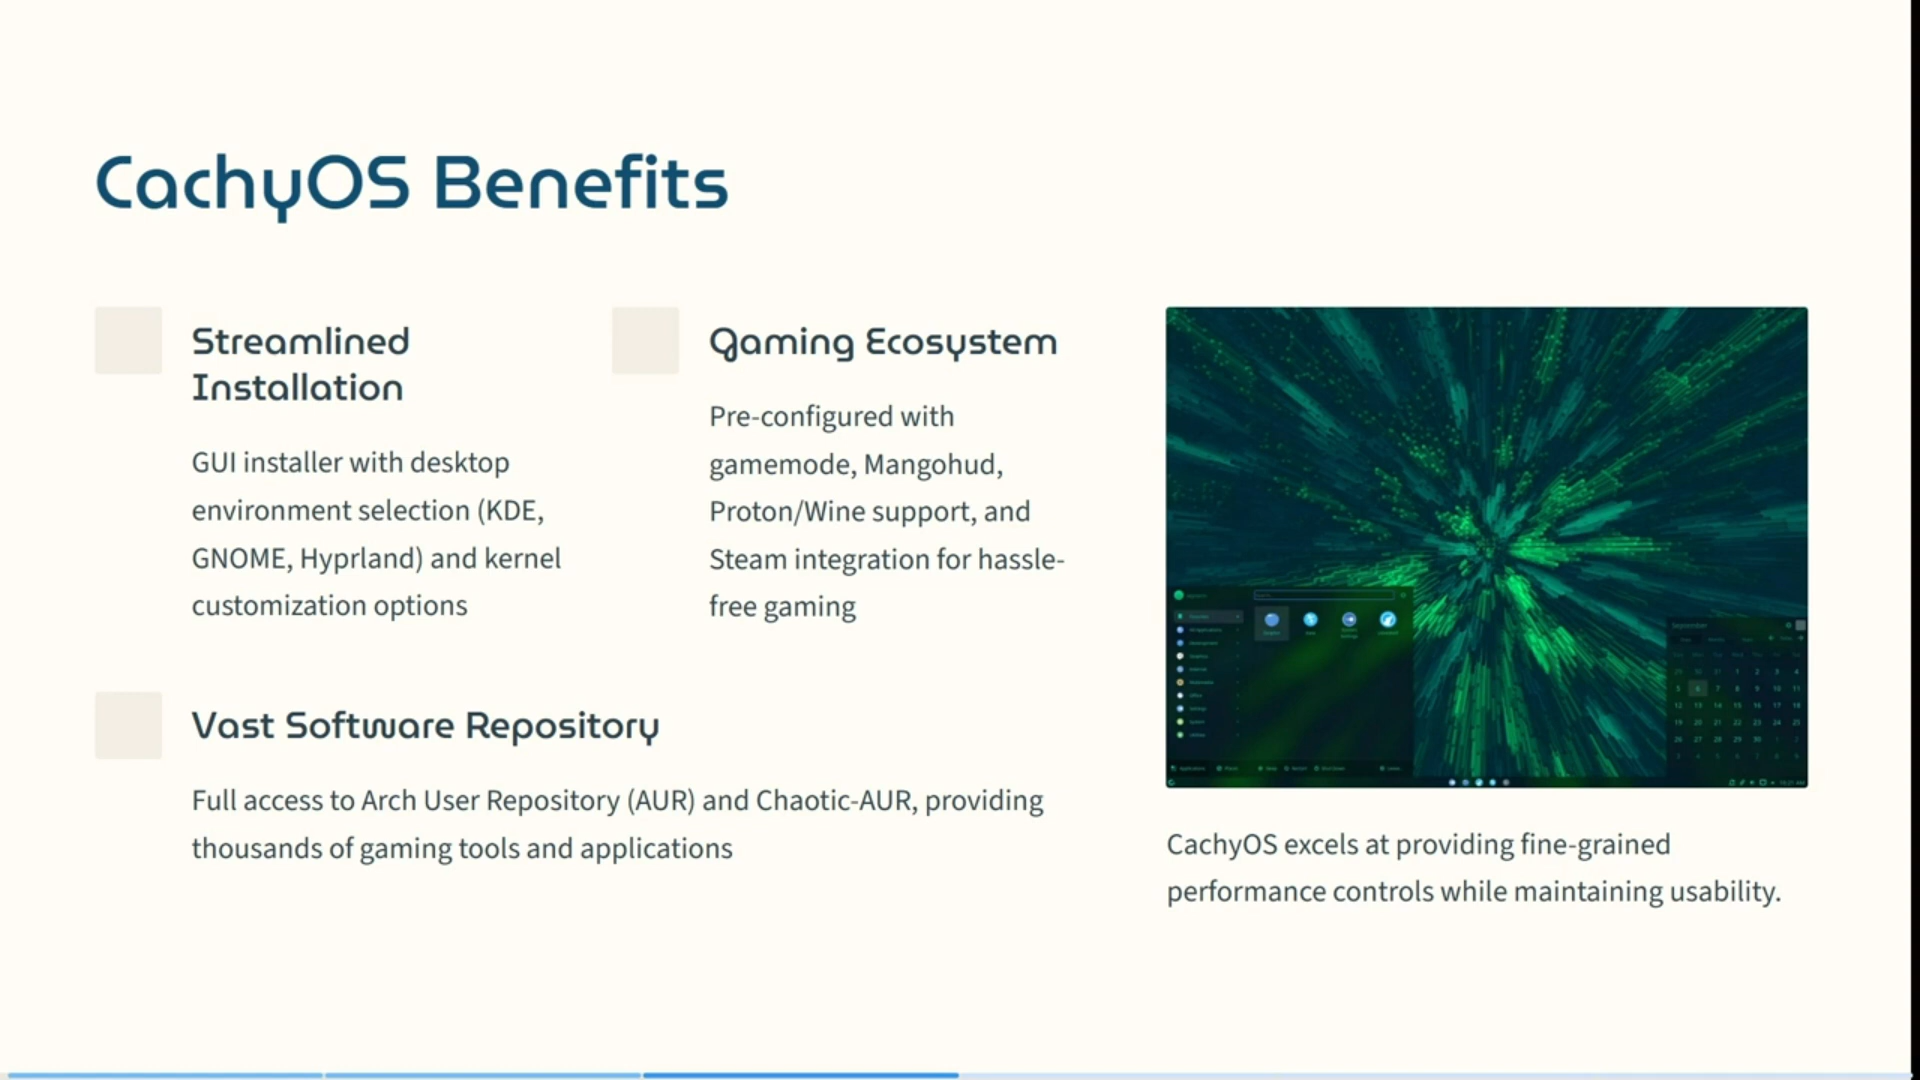 CachyOS Benefits
Streamlined
Installation
GUI installer with desktop
environment selection (KDE,
GNOME, Hyprland) and kernel
customization options
Gaming Ecosystem
Pre-configured with
gamemode, Mangohud,
Proton/Wine support, and
Steam integration for hassle-
free gaming
Vast Software Repository
Full access to Arch User Repository (AUR) and Chaotic-AUR, providing
thousands of gaming tools and applications
September
CachyOS excels at providing fine-grained
performance controls while maintaining usability.